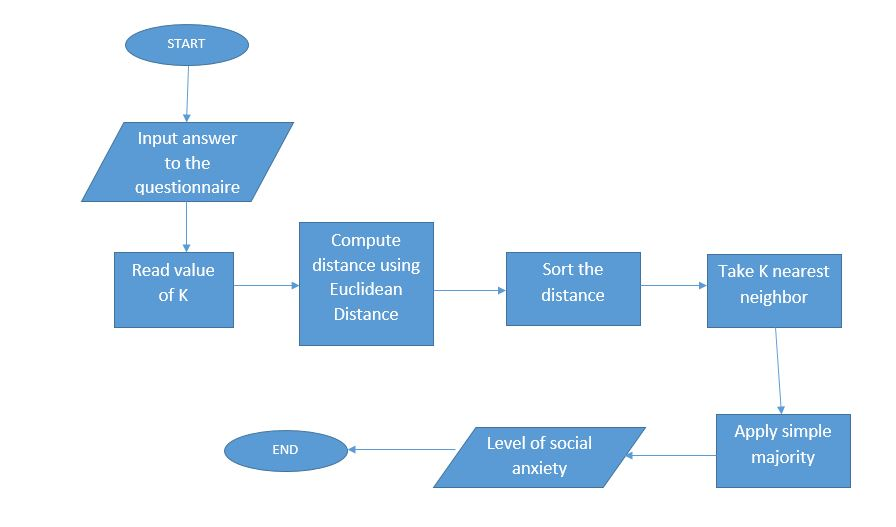 START
Input answer
to the
questionnaire
Read value
of K
Compute
distance using
Euclidean
Distance
Sort the
distance
Take K nearest
neighbor
Apply simple
majority
Level of social
anxiety
END